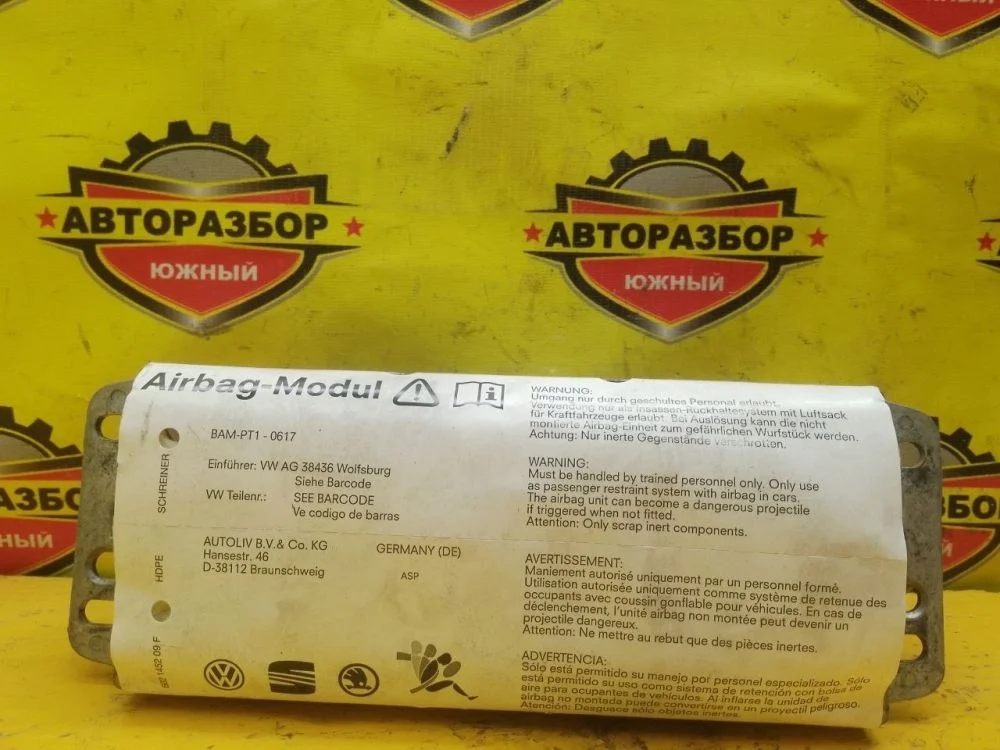 АВТОРАЗБОР
ЮЖНЫЙ
АВТОРАЗБОР
ЮЖНЫЙ
Airbag-Modul
BAM-PT1 - 0617
Einführer: VW AG 38436 Wolfsburg
Siehe Barcode
VW Teilenr.: SEE BARCODE
Ve codigo de barras
AUTOLIV B.V.& Co. KG
Hansestr. 46
D-38112 Braunschweig
GERMANY (DE)
ASP
SCHREINER
HDPE
1452 09 F
WARNUNG:
Umgang nur durch geschultes Personal erlaubt.
Verwendung nur als Insassen-Rückhaltesystem mit Luftsack
für Kraftfahrzeuge erlaubt. Bei Auslösung kann die nicht
montierte Airbag-Einheit zum gefährlichen Wurfstück werden.
Achtung: Nur inerte Gegenstände verschrotten.
WARNING:
Must be handled by trained personnel only. Only use
as passenger restraint system with airbag in cars.
The airbag unit can become a dangerous projectile
if triggered when not fitted.
Attention: Only scrap inert components.
AVERTISSEMENT:
Maniement autorisé uniquement par un personnel formé.
Utilisation autorisée uniquement comme système de retenue des
occupants avec coussin gonflable pour véhicules. En cas de
déclenchement, l'unité airbag non montée peut devenir un
projectile dangereux.
Attention: Ne mettre au rebut que des pièces inertes.
ADVERTENCIA:
Sólo está permitido su manejo por personal especializado. Sólo
está permitido su uso como sistema de retención con bolsa de
aire para ocupantes de vehículos. Al inflarse la unidad de
airbag no montada puede convertirse en un proyectil peligroso.
Atención: Desguace sólo objetos inertes.